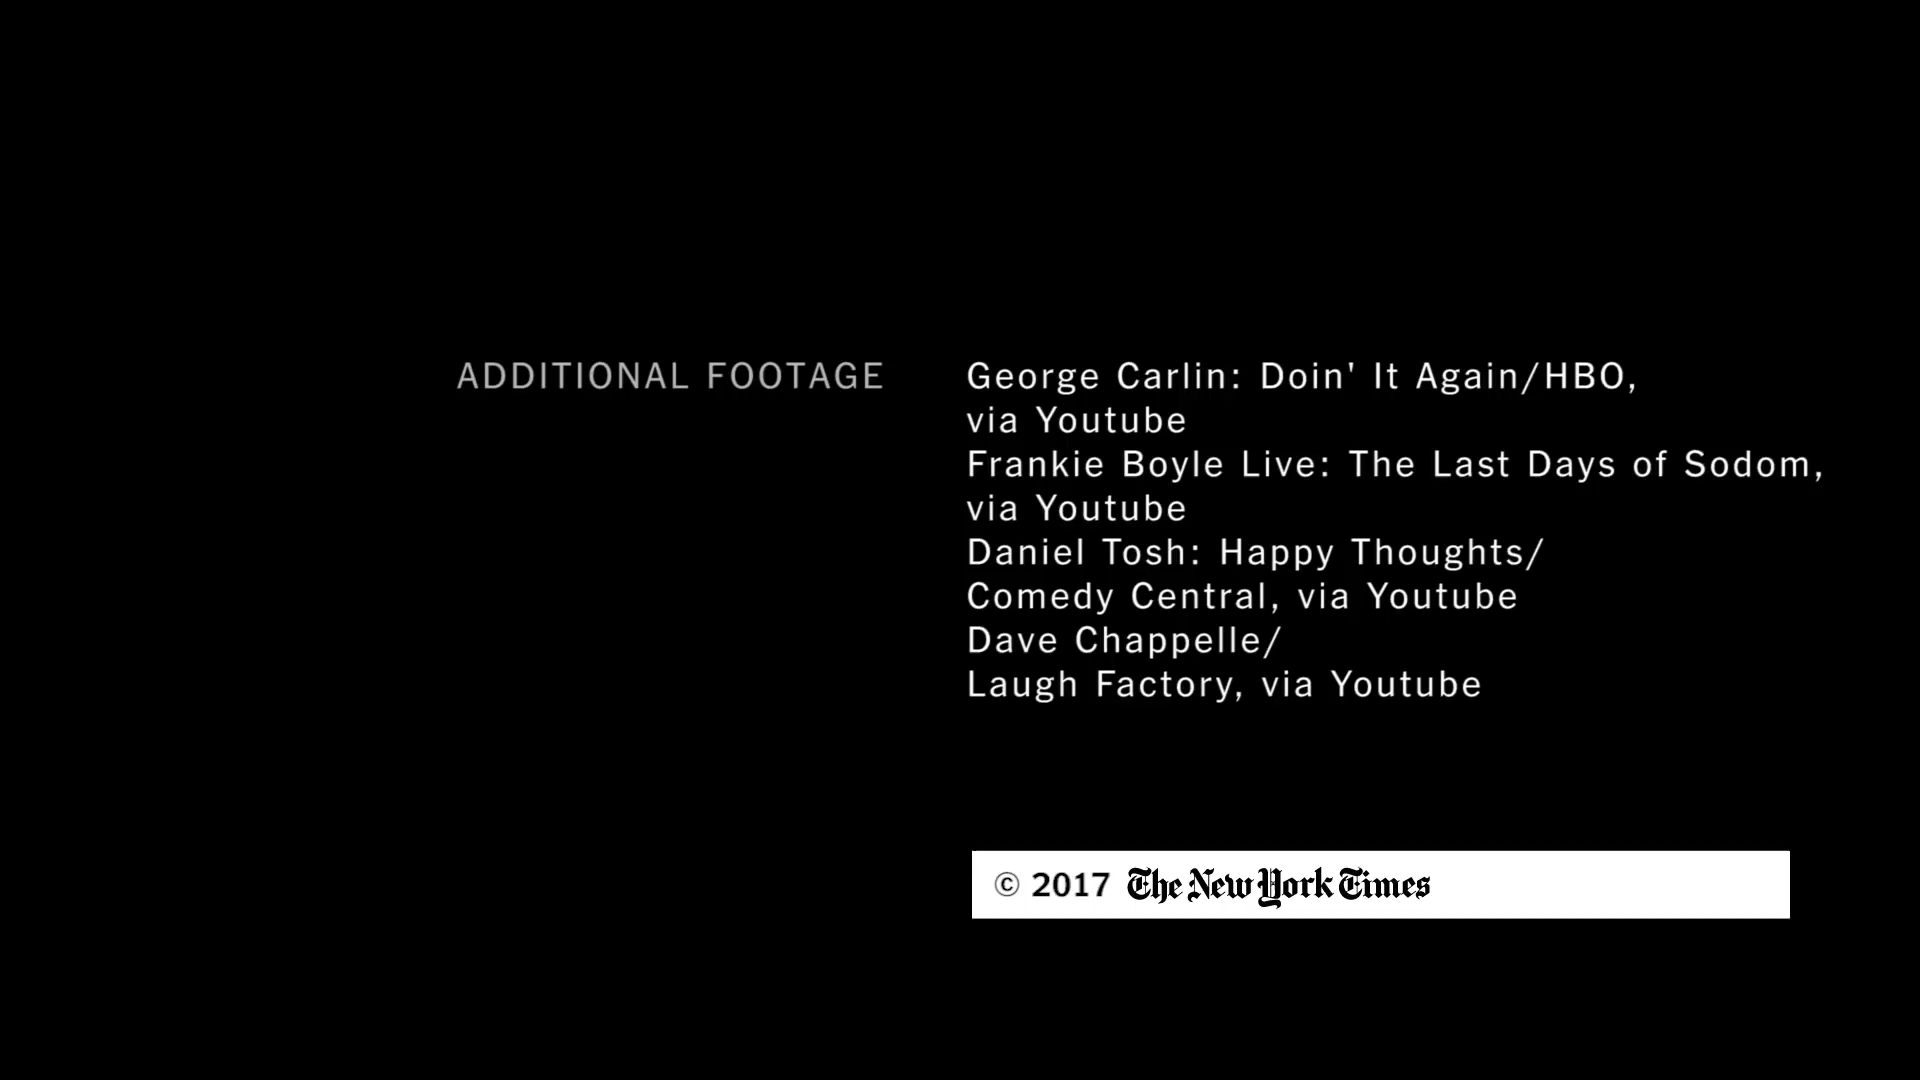 ADDITIONAL FOOTAGE
George Carlin: Doin' It Again/HBO,
via Youtube
Frankie Boyle Live: The Last Days of Sodom,
via Youtube
Daniel Tosh: Happy Thoughts/
Comedy Central, via Youtube
Dave Chappelle/
Laugh Factory, via Youtube
© 2017 The New York Times